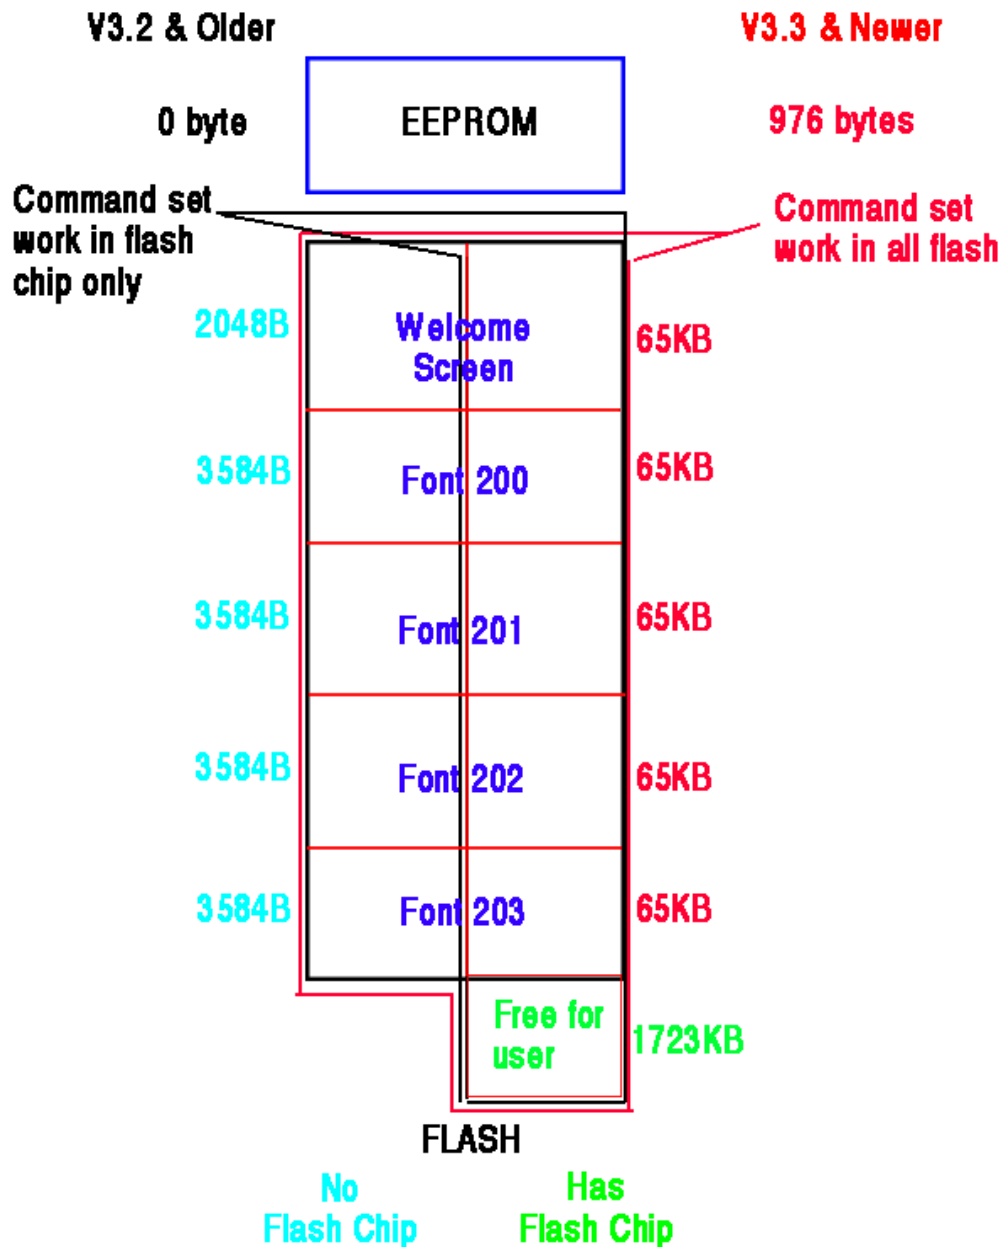 V3.2 & Older
V3.3 & Newer
0 byte
EEPROM
976 bytes
Command set
work in flash
chip only
Command set
work in all flash
2048B
Welcome
Screen
65KB
3584B
Font 200
65KB
3584B
Font 201
65KB
3584B
Font 202
65KB
3584B
Font 203
65KB
Free for
user
1723KB
FLASH
No
Flash Chip
Has
Flash Chip